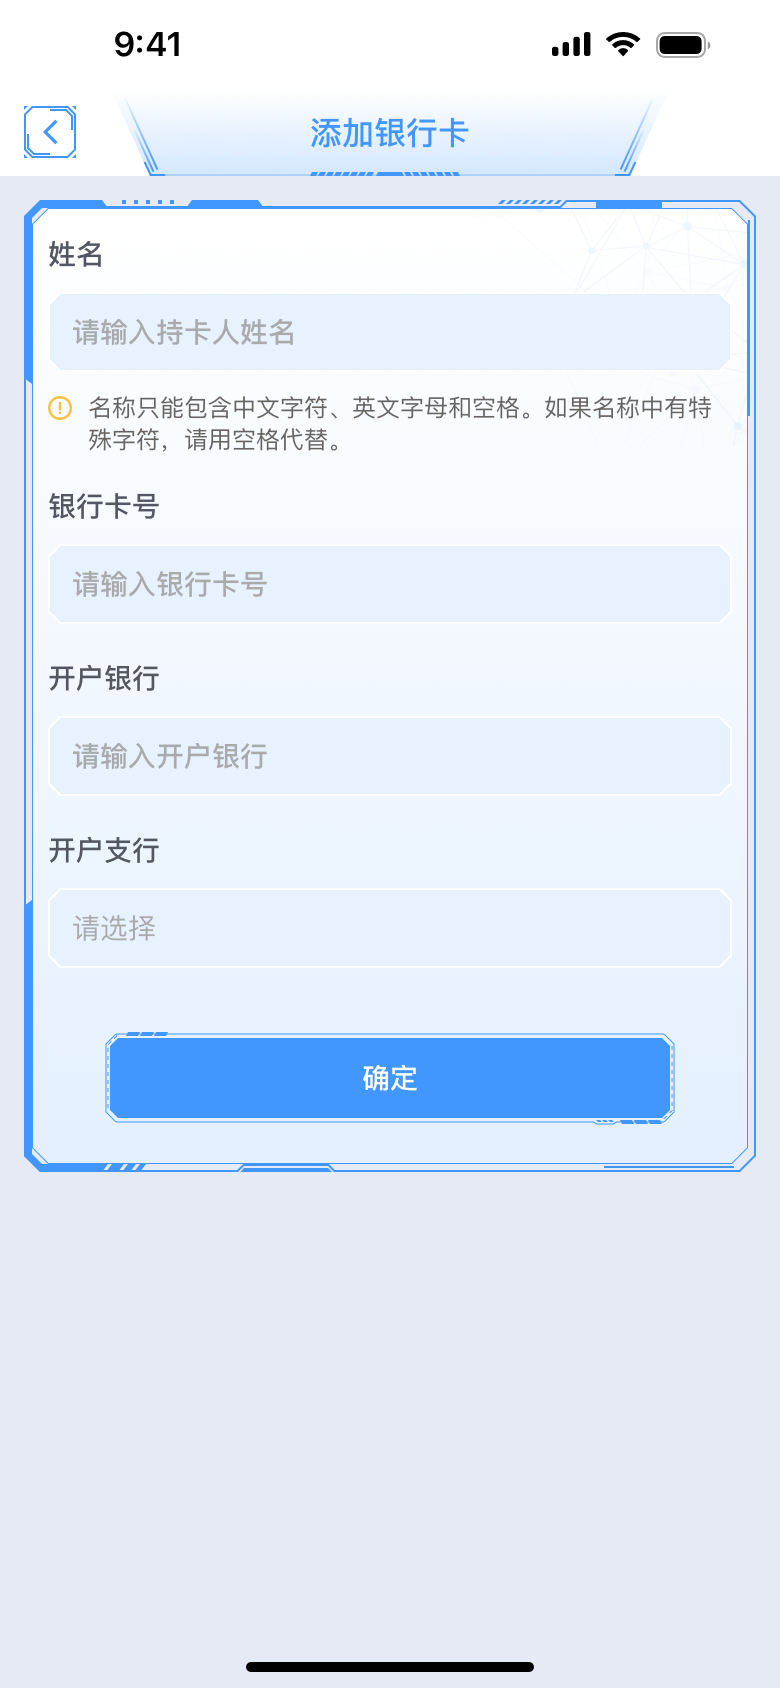 9:41
添加银行卡
姓名
请输入持卡人姓名
名称只能包含中文字符、英文字母和空格。如果名称中有特
殊字符，请用空格代替。
银行卡号
请输入银行卡号
开户银行
请输入开户银行
开户支行
请选择
确定